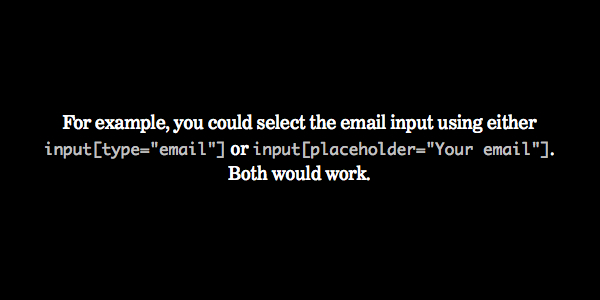 For example, you could select the email input using either
input[type="email"] or input[placeholder="Your email"].
Both would work.